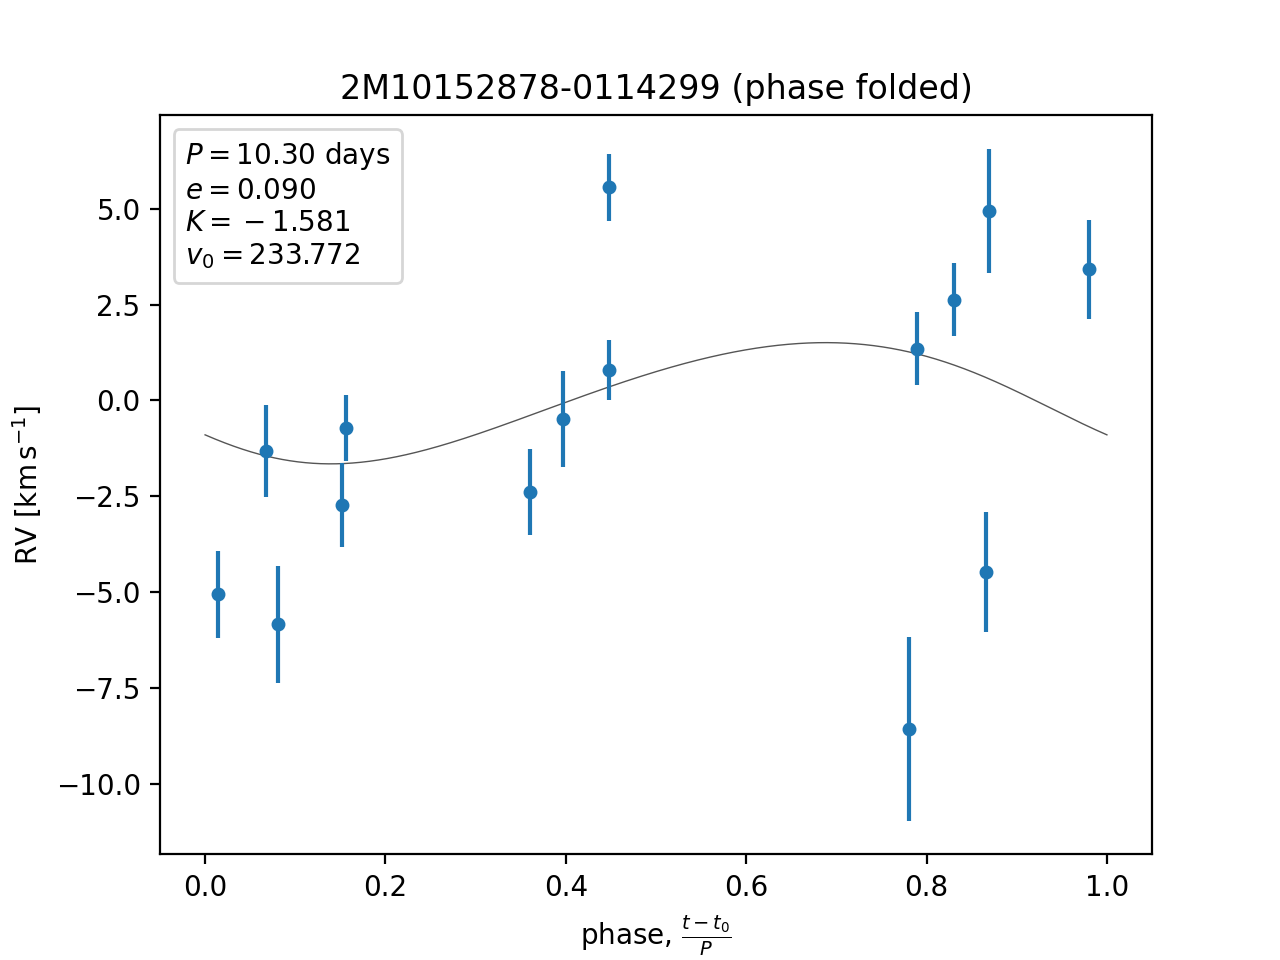 2M10152878-0114299 (phase folded)
P = 10.30 days
e = 0.090
K = −1.581
v₀ = 233.772
RV [km s⁻¹]
5.0
2.5
0.0
−2.5
−5.0
−7.5
−10.0
0.0 0.2 0.4 0.6 0.8 1.0
phase, (t − t₀)/P